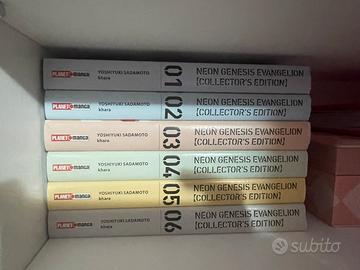 PLANET manga
YOSHIYUKI SADAMOTO
khara
01
NEON GENESIS EVANGELION
[COLLECTOR'S EDITION]
PLANET manga
YOSHIYUKI SADAMOTO
khara
02
NEON GENESIS EVANGELION
[COLLECTOR'S EDITION]
PLANET manga
YOSHIYUKI SADAMOTO
khara
03
NEON GENESIS EVANGELION
[COLLECTOR'S EDITION]
PLANET manga
YOSHIYUKI SADAMOTO
khara
04
NEON GENESIS EVANGELION
[COLLECTOR'S EDITION]
PLANET manga
YOSHIYUKI SADAMOTO
khara
05
NEON GENESIS EVANGELION
[COLLECTOR'S EDITION]
PLANET manga
YOSHIYUKI SADAMOTO
khara
06
NEON GENESIS EVANGELION
[COLLECTOR'S EDITION]
subito